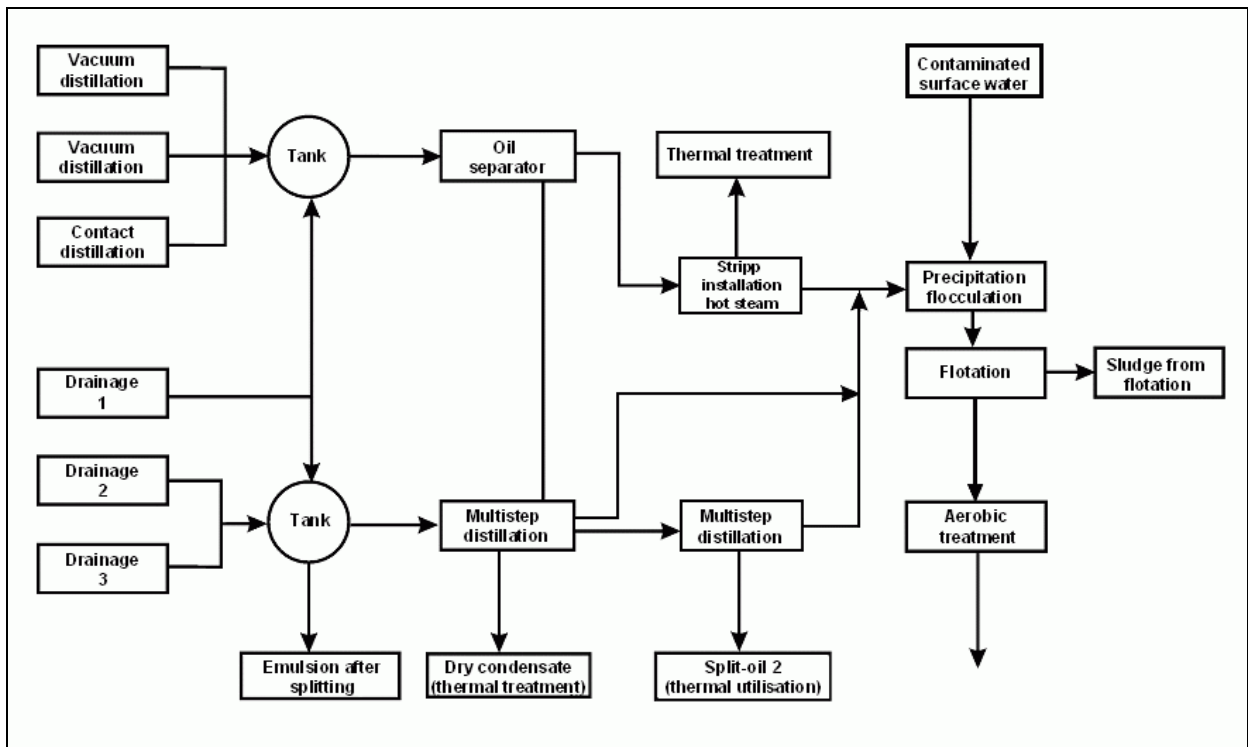 Vacuum
distillation
Vacuum
distillation
Contact
distillation
Tank
Oil
separator
Thermal treatment
Stripp
installation
hot steam
Contaminated
surface water
Precipitation
flocculation
Flotation
Sludge from
flotation
Drainage
1
Drainage
2
Drainage
3
Tank
Multistep
distillation
Multistep
distillation
Aerobic
treatment
Emulsion after
splitting
Dry condensate
(thermal treatment)
Split-oil 2
(thermal utilisation)